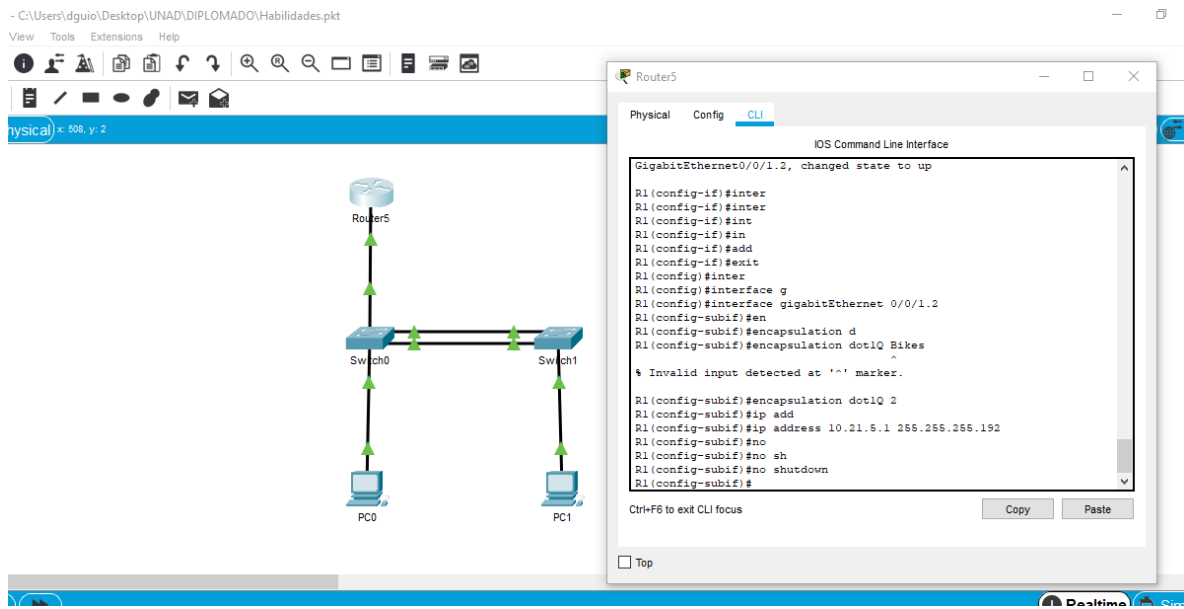 - C:\Users\dguio\Desktop\UNAD\DIPLOMADO\Habilidades.pkt
View Tools Extensions Help
hysical x: 508, y: 2
Router5
Switch0
Switch1
PC0
PC1
Router5
Physical Config CLI
IOS Command Line Interface
GigabitEthernet0/0/1.2, changed state to up
R1(config-if)#inter
R1(config-if)#inter
R1(config-if)#int
R1(config-if)#in
R1(config-if)#add
R1(config-if)#exit
R1(config)#inter
R1(config)#interface g
R1(config)#interface gigabitEthernet 0/0/1.2
R1(config-subif)#en
R1(config-subif)#encapsulation d
R1(config-subif)#encapsulation dot1Q Bikes
^
% Invalid input detected at '^' marker.
R1(config-subif)#encapsulation dot1Q 2
R1(config-subif)#ip add
R1(config-subif)#ip address 10.21.5.1 255.255.255.192
R1(config-subif)#no
R1(config-subif)#no sh
R1(config-subif)#no shutdown
R1(config-subif)#
Ctrl+F6 to exit CLI focus
Copy
Paste
Top
Realtime
Sim